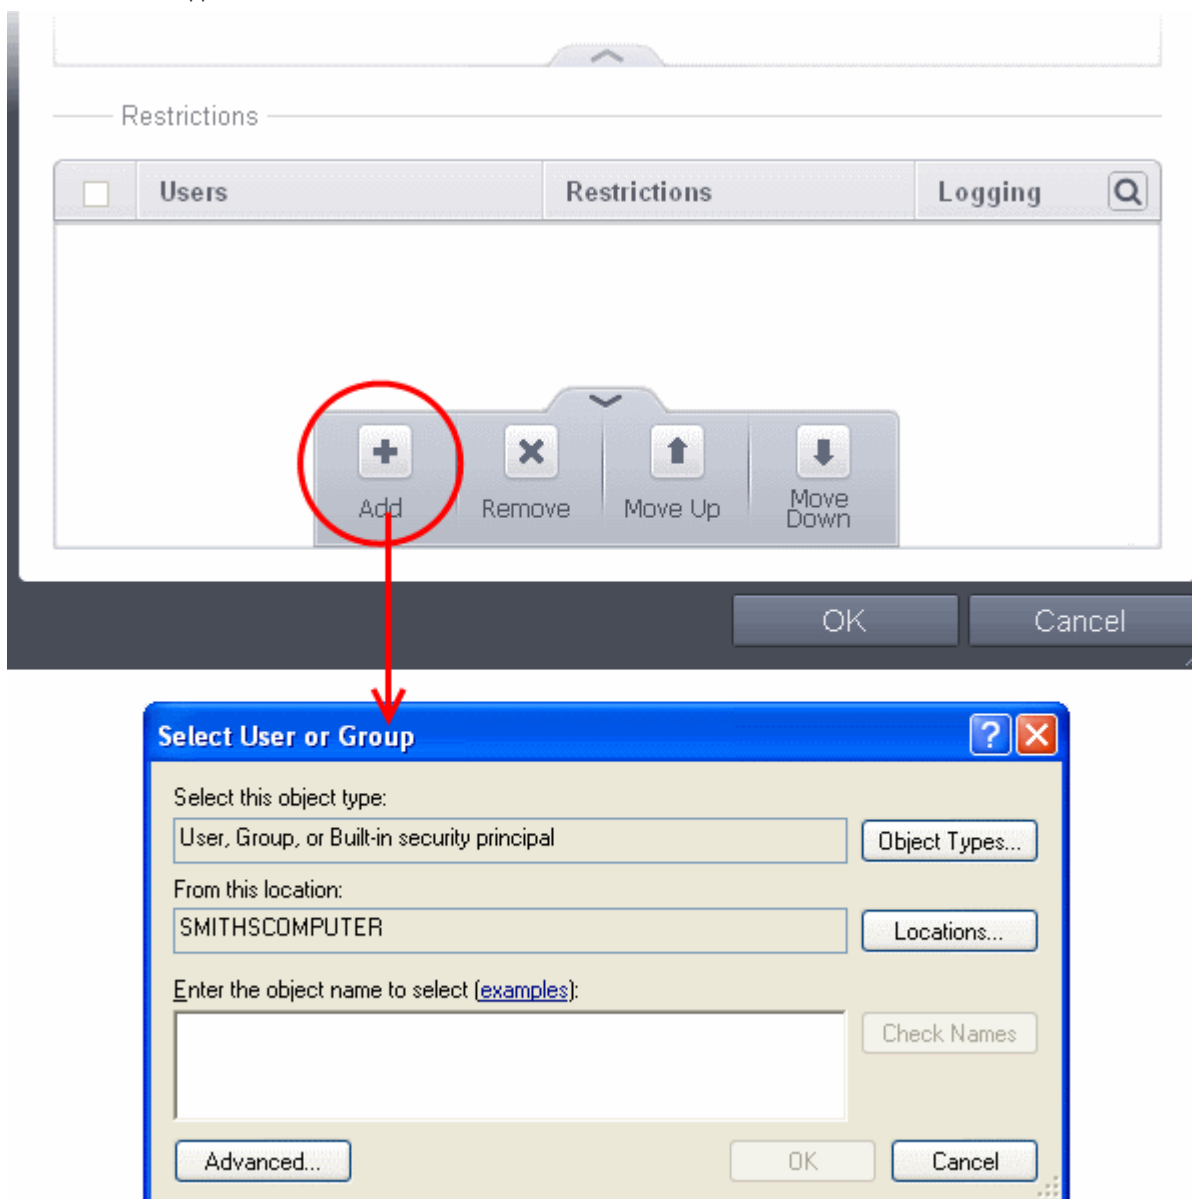 Restrictions
Users Restrictions Logging
Add Remove Move Up Move Down
OK Cancel
Select User or Group
Select this object type:
User, Group, or Built-in security principal Object Types...
From this location:
SMITHSCOMPUTER Locations...
Enter the object name to select (examples):
Check Names
Advanced... OK Cancel